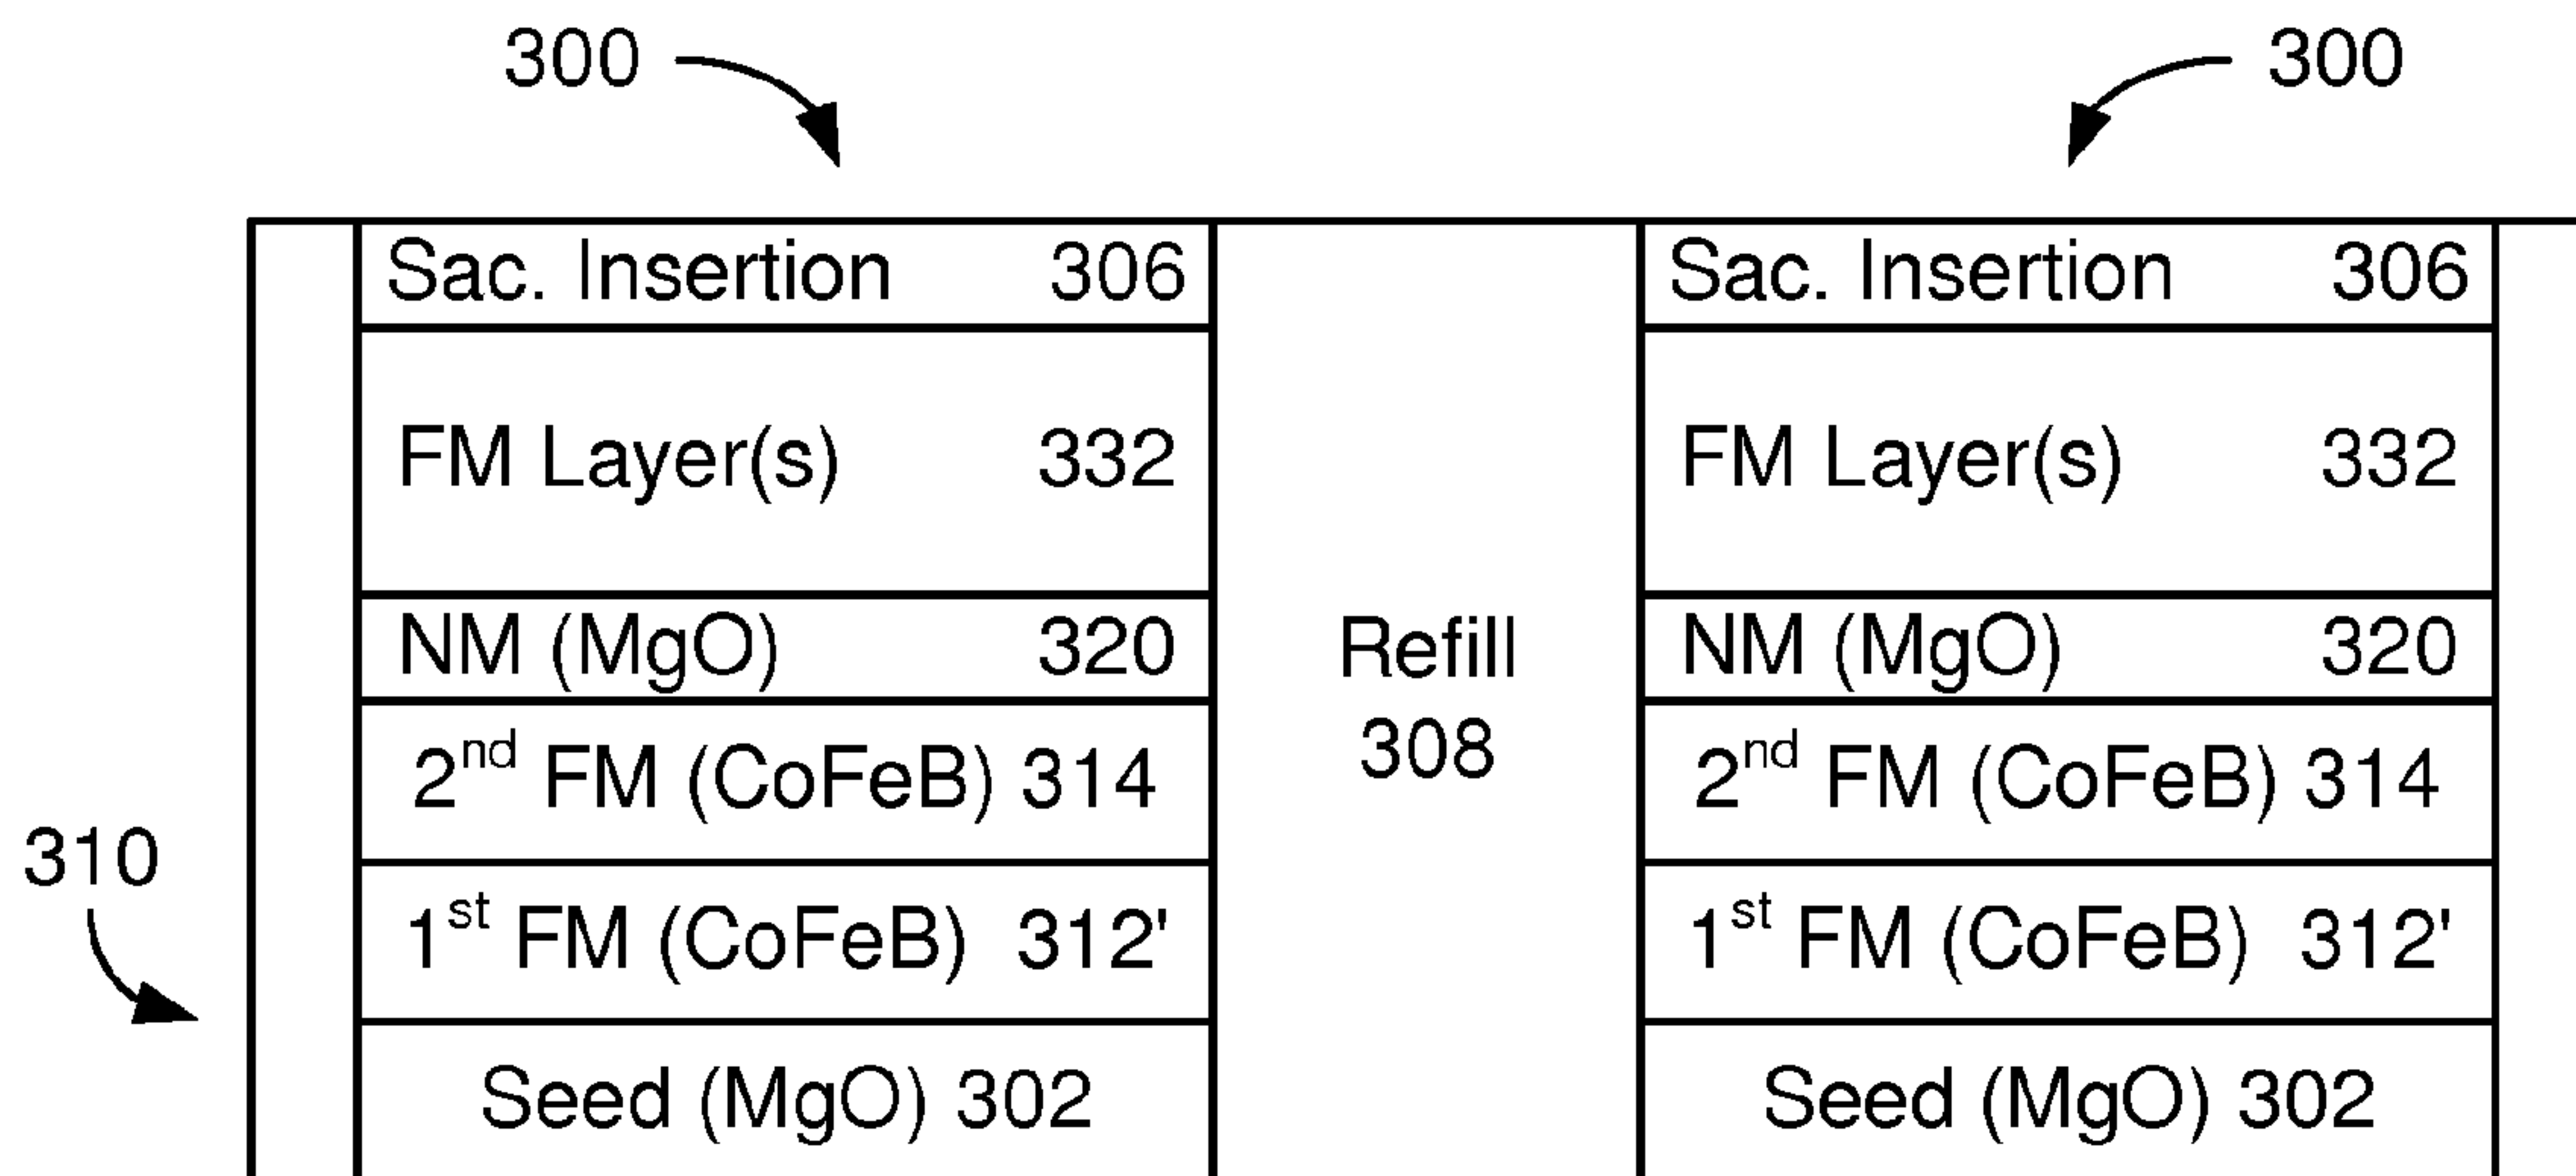 300 300
Sac. Insertion 306 Sac. Insertion 306
FM Layer(s) 332 FM Layer(s) 332
NM (MgO) 320 Refill NM (MgO) 320
2nd FM (CoFeB) 314 308 2nd FM (CoFeB) 314
310 1st FM (CoFeB) 312' 1st FM (CoFeB) 312'
Seed (MgO) 302 Seed (MgO) 302